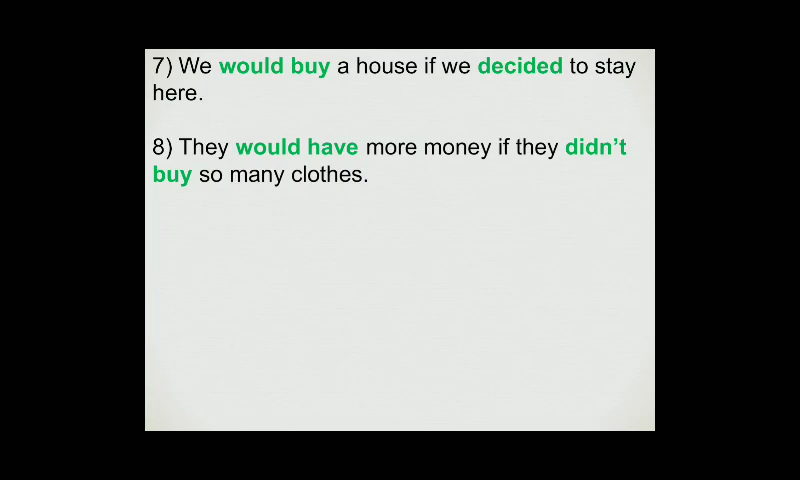 7) We would buy a house if we decided to stay
here.
8) They would have more money if they didn’t
buy so many clothes.